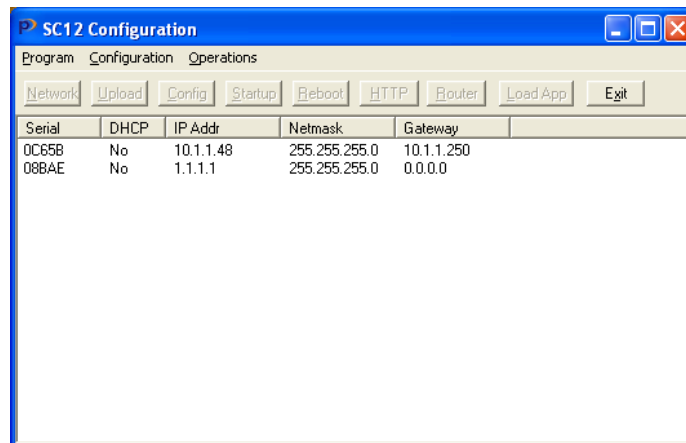 SC12 Configuration
Program Configuration Operations
Network Upload Config Startup Reboot HTTP Router Load App Exit
Serial DHCP IP Addr Netmask Gateway
0C65B No 10.1.1.48 255.255.255.0 10.1.1.250
08BAE No 1.1.1.1 255.255.255.0 0.0.0.0